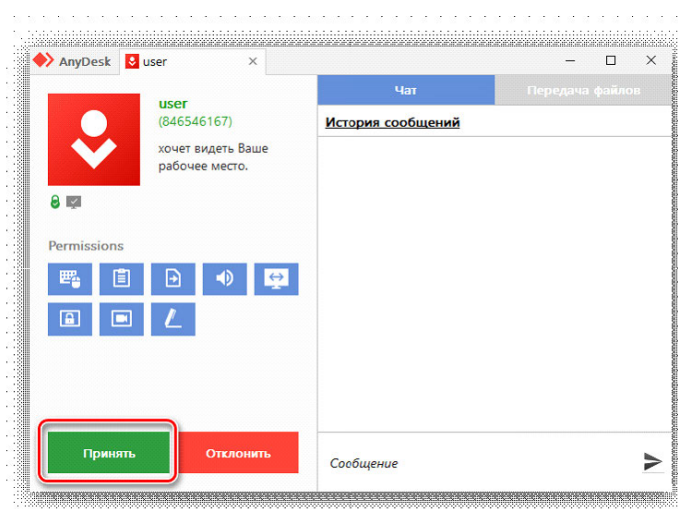 AnyDesk
user
user
(846546167)
хочет видеть Ваше
рабочее место.
Permissions
Принять
Отклонить
Чат
Передача файлов
История сообщений
Сообщение